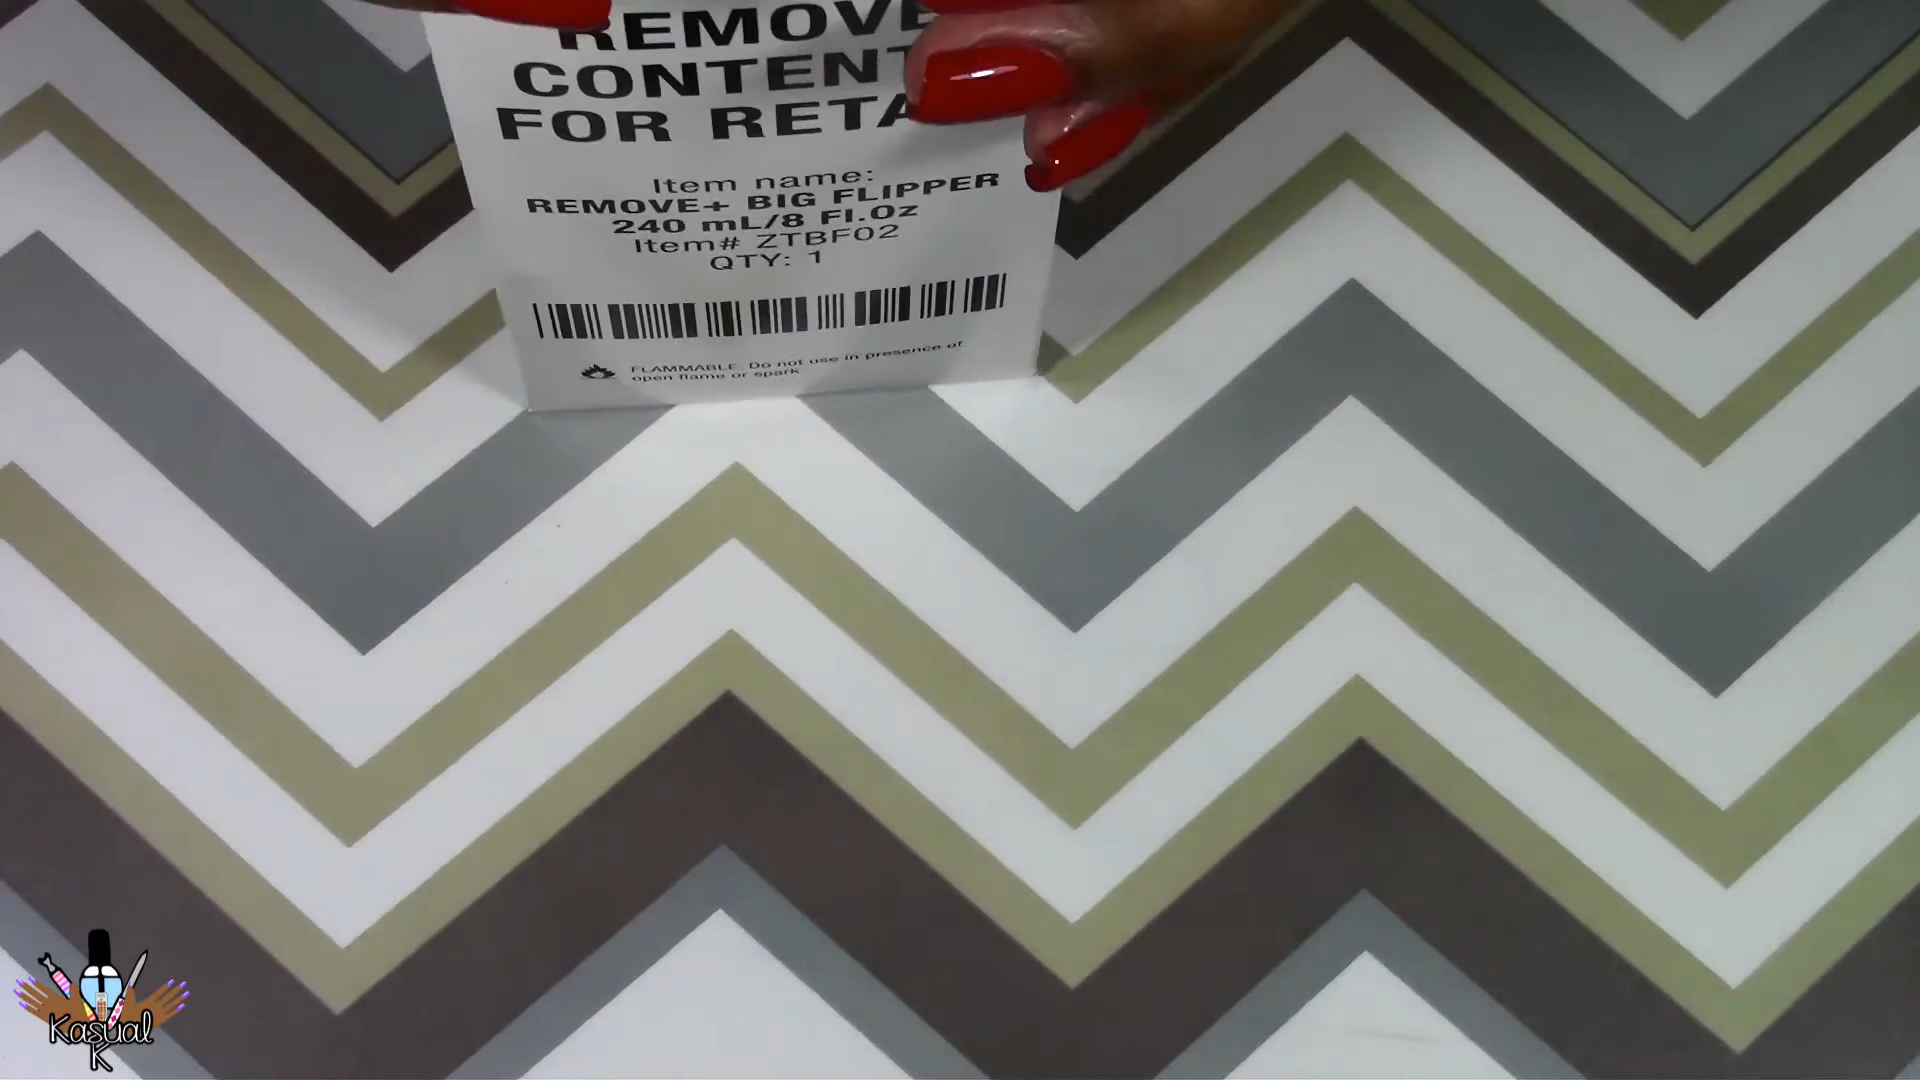 REMOVE
CONTENT
FOR RETA
Item name:
REMOVE+ BIG FLIPPER
240 mL/8 Fl.Oz
Item# ZTBF02
QTY: 1
FLAMMABLE. Do not use in presence of
open flame or spark
Kasual
K